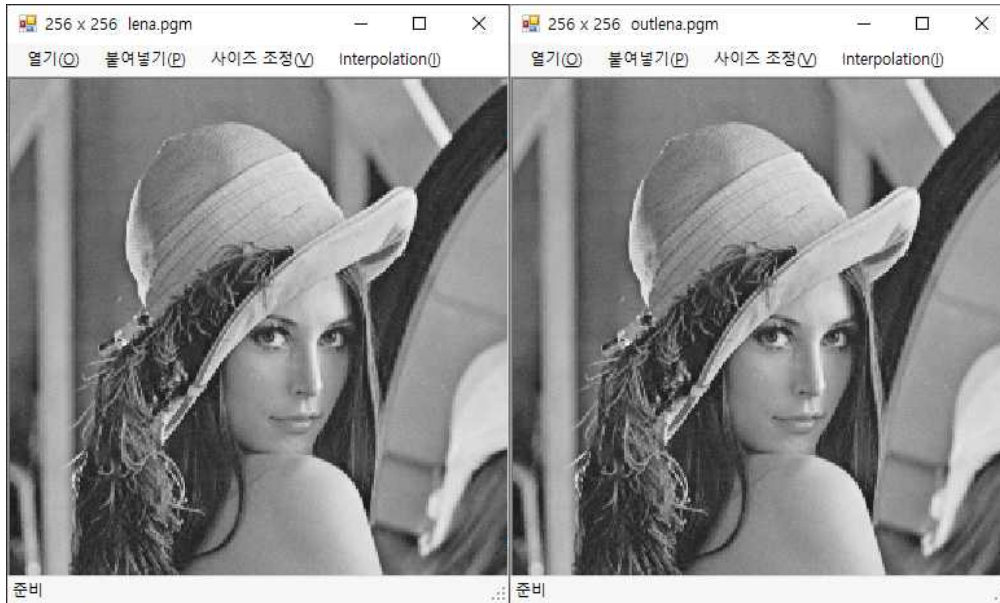 256 x 256 lena.pgm
열기(O) 붙여넣기(P) 사이즈 조정(V) Interpolation(I)
준비
256 x 256 outlena.pgm
열기(O) 붙여넣기(P) 사이즈 조정(V) Interpolation(I)
준비